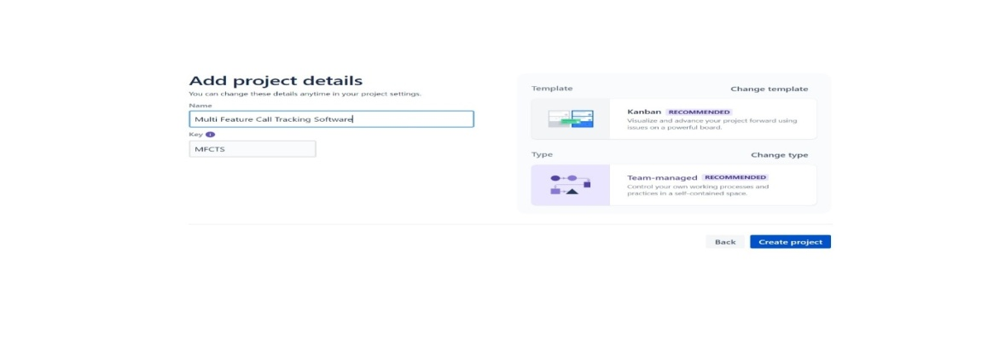 Add project details
You can change these details anytime in your project settings.
Name
Multi Feature Call Tracking Software
Key
MFCTS
Template
Change template
Kanban RECOMMENDED
Visualize and advance your project forward using
issues on a powerful board.
Type
Change type
Team-managed RECOMMENDED
Control your own working processes and
practices in a self-contained space.
Back
Create project